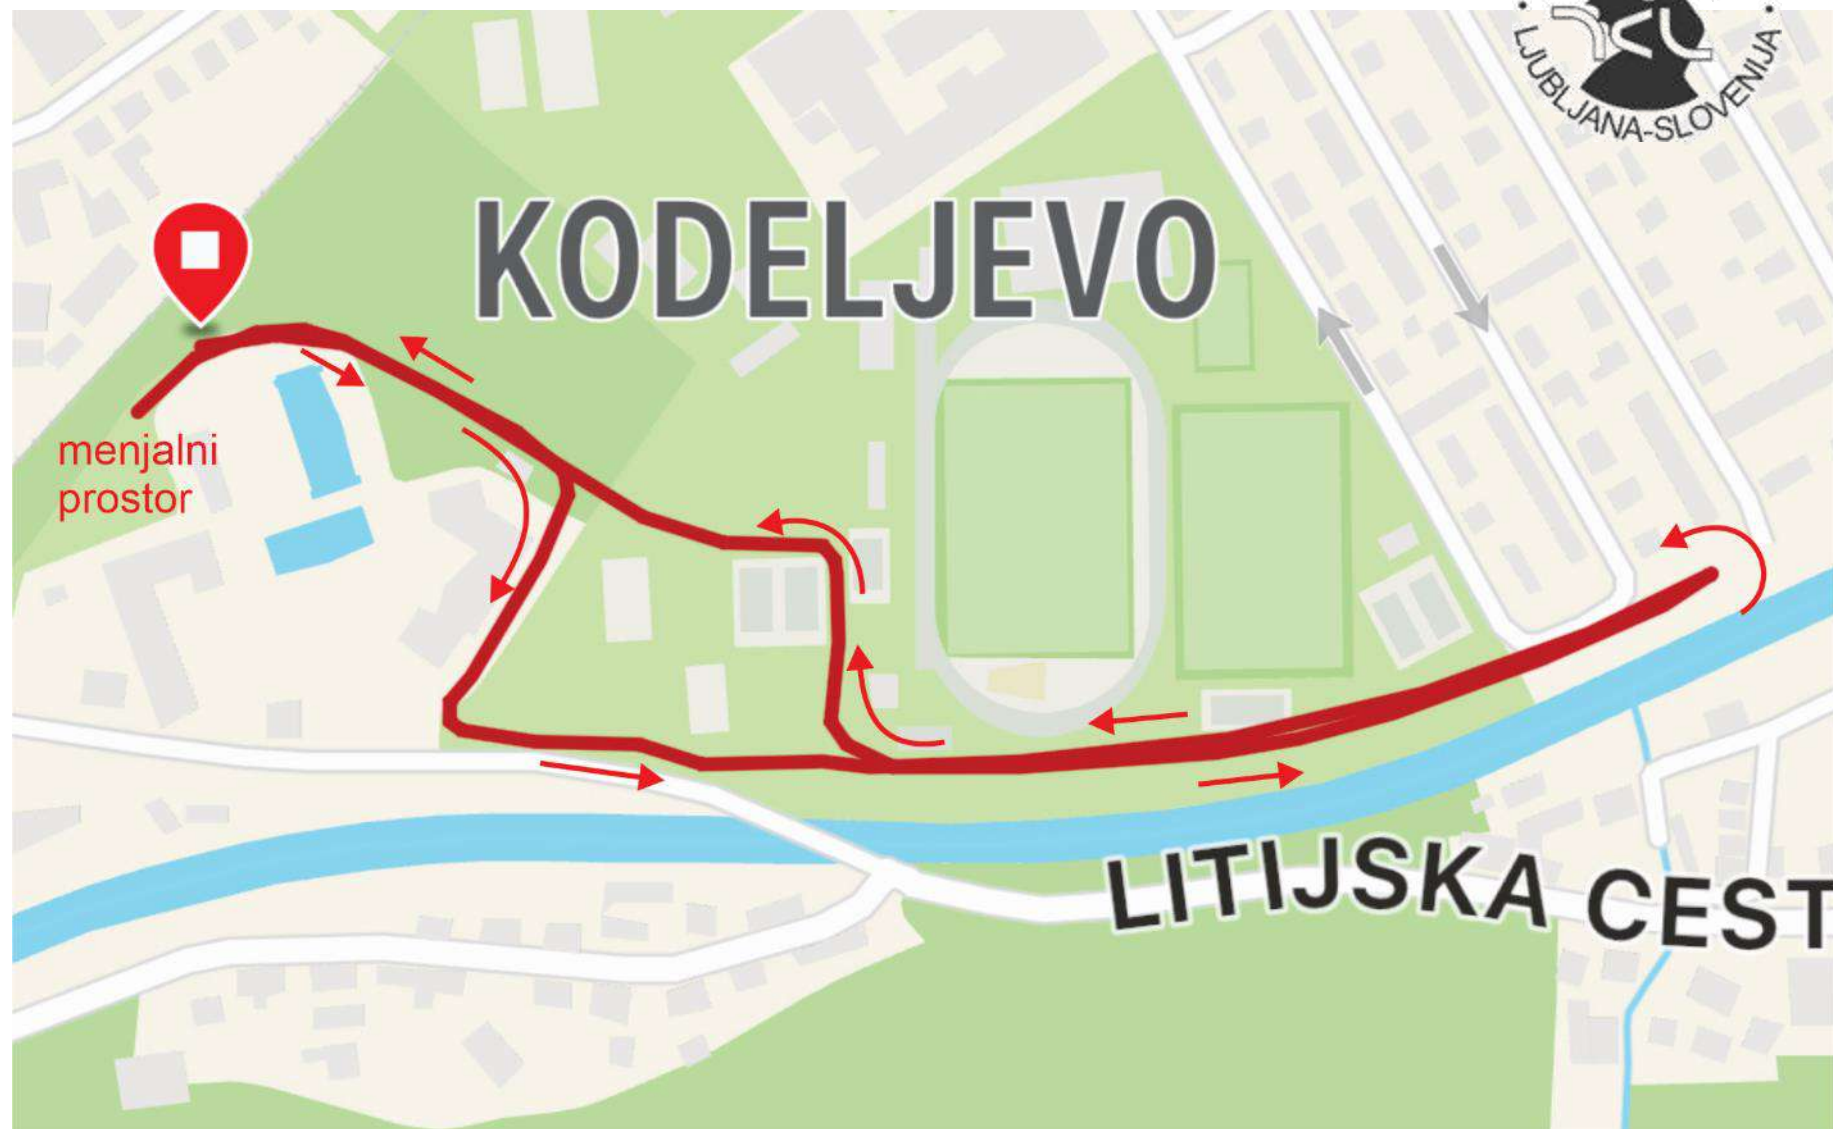 LJUBLJANA-SLOVENIJA
KODELJEVO
menjalni
prostor
LITIJSKA CEST